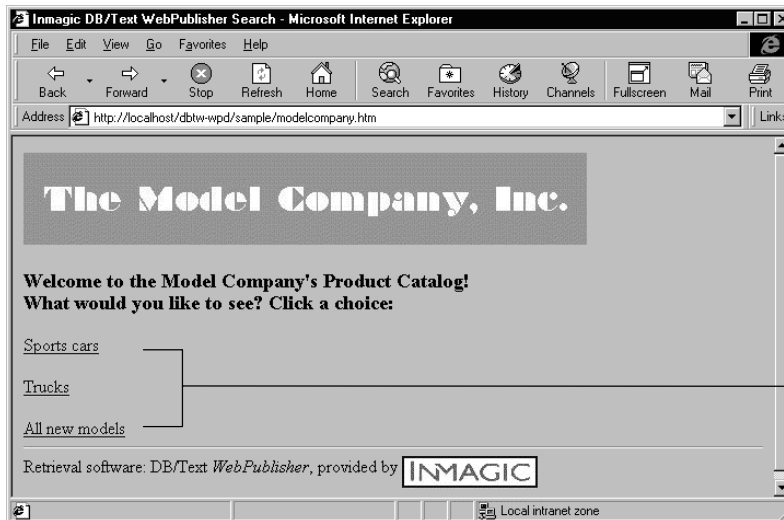 Inmagic DB/Text WebPublisher Search - Microsoft Internet Explorer
File Edit View Go Favorites Help
Back Forward Stop Refresh Home Search Favorites History Channels Fullscreen Mail Print
Address http://localhost/dbtw-wpd/sample/modelcompany.htm Links
The Model Company, Inc.
Welcome to the Model Company's Product Catalog!
What would you like to see? Click a choice:
Sports cars
Trucks
All new models
Retrieval software: DB/Text WebPublisher, provided by INMAGIC
Local intranet zone